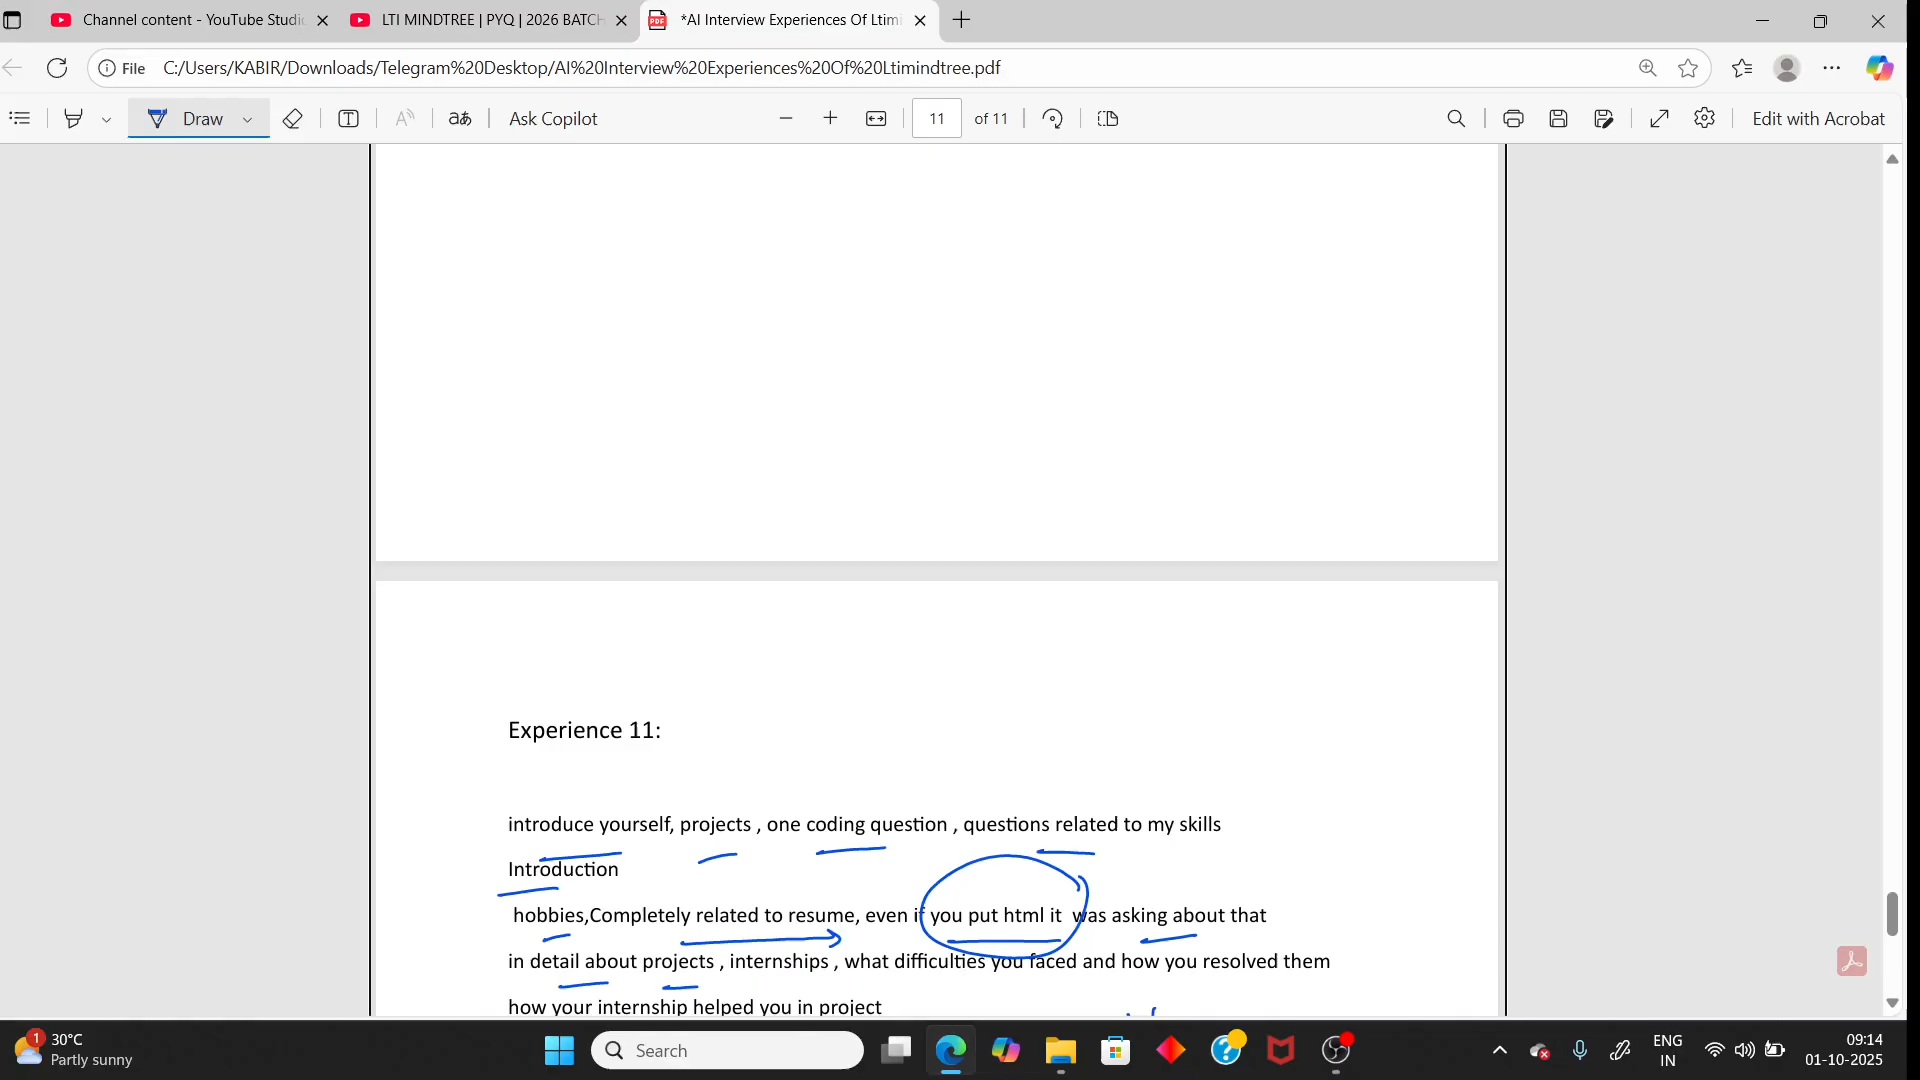 Channel content - YouTube Studi
LTI MINDTREE | PYQ | 2026 BATCH
*AI Interview Experiences Of Ltimi
File C:/Users/KABIR/Downloads/Telegram%20Desktop/AI%20Interview%20Experiences%20Of%20Ltimindtree.pdf
Draw
aあ
Ask Copilot
11 of 11
Edit with Acrobat
Experience 11:
introduce yourself, projects , one coding question , questions related to my skills
Introduction
hobbies,Completely related to resume, even if you put html it was asking about that
in detail about projects , internships , what difficulties you faced and how you resolved them
how your internship helped you in project
1
30°C
Partly sunny
Search
ENG
IN
09:14
01-10-2025